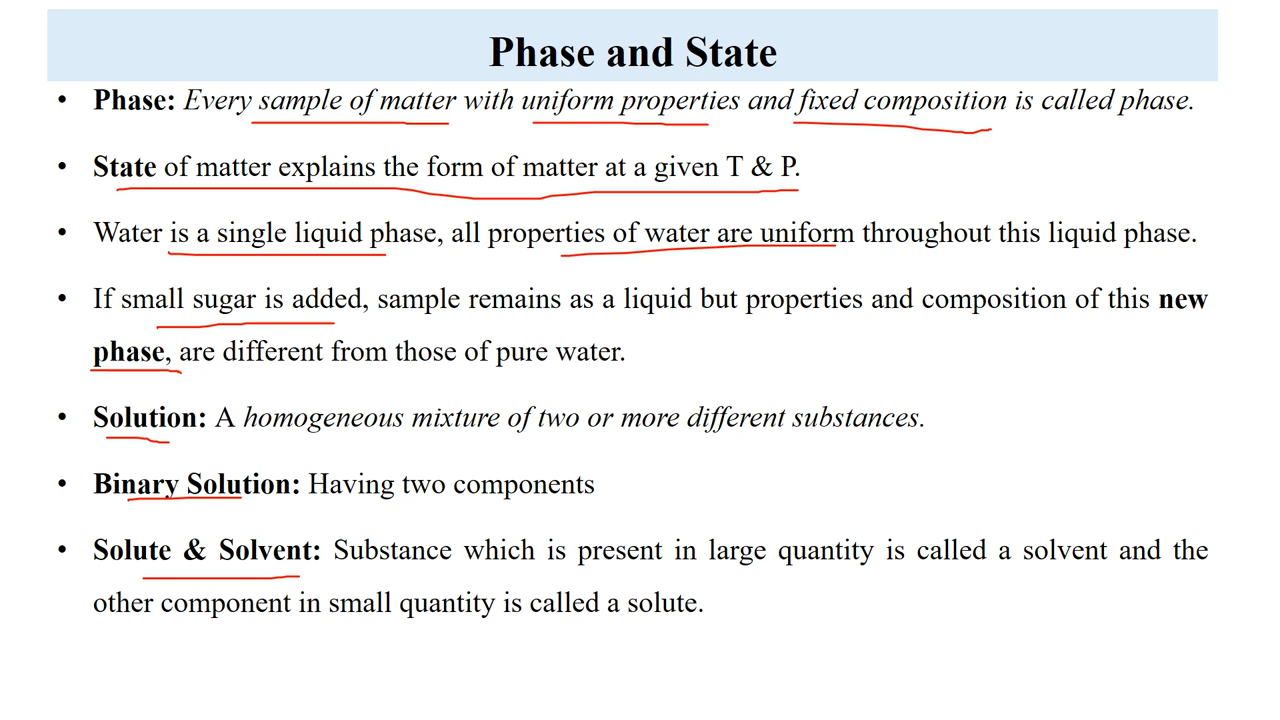 Phase and State
• Phase: Every sample of matter with uniform properties and fixed composition is called phase.
• State of matter explains the form of matter at a given T & P.
• Water is a single liquid phase, all properties of water are uniform throughout this liquid phase.
• If small sugar is added, sample remains as a liquid but properties and composition of this new
phase, are different from those of pure water.
• Solution: A homogeneous mixture of two or more different substances.
• Binary Solution: Having two components
• Solute & Solvent: Substance which is present in large quantity is called a solvent and the
other component in small quantity is called a solute.